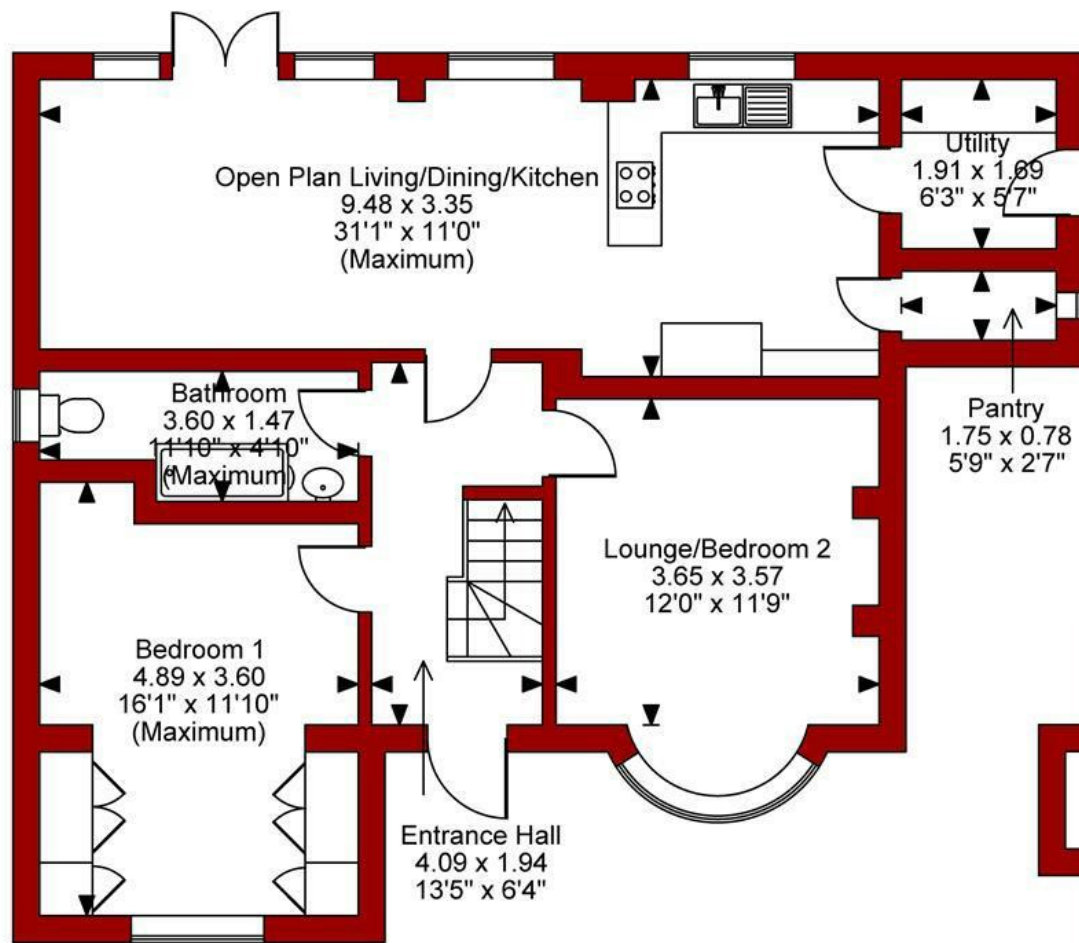 Open Plan Living/Dining/Kitchen
9.48 x 3.35
31'1" x 11'0"
(Maximum)
Utility
1.91 x 1.69
6'3" x 5'7"
Bathroom
3.60 x 1.47
11'10" x 4'10"
(Maximum)
Pantry
1.75 x 0.78
5'9" x 2'7"
Lounge/Bedroom 2
3.65 x 3.57
12'0" x 11'9"
Bedroom 1
4.89 x 3.60
16'1" x 11'10"
(Maximum)
Entrance Hall
4.09 x 1.94
13'5" x 6'4"